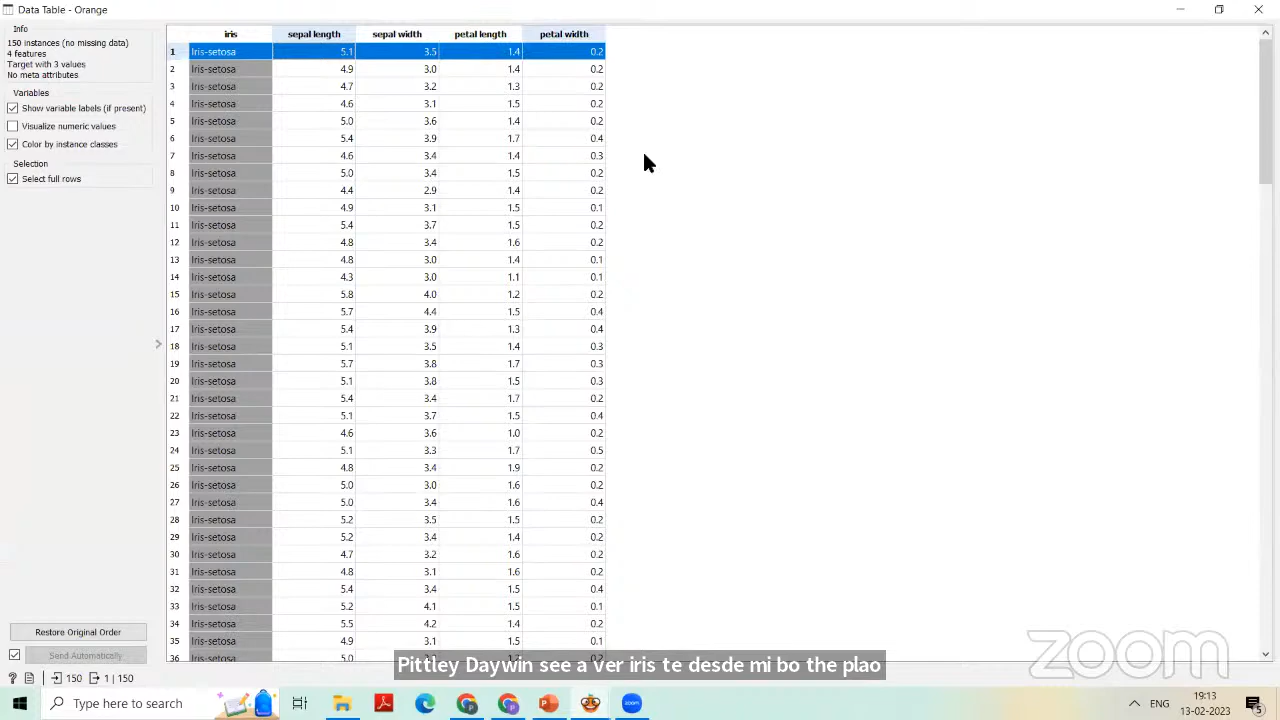 Data Table - Orange
Info
150 instances (no missing data)
4 features
Target with 3 values
No meta attributes
Variables
Show variable labels (if present)
Visualize numeric values
Color by instance classes
Selection
Select full rows
Restore Original Order
Send Automatically
150
1 | 150
iris sepal length sepal width petal length petal width
1 Iris-setosa 5.1 3.5 1.4 0.2
2 Iris-setosa 4.9 3.0 1.4 0.2
3 Iris-setosa 4.7 3.2 1.3 0.2
4 Iris-setosa 4.6 3.1 1.5 0.2
5 Iris-setosa 5.0 3.6 1.4 0.2
6 Iris-setosa 5.4 3.9 1.7 0.4
7 Iris-setosa 4.6 3.4 1.4 0.3
8 Iris-setosa 5.0 3.4 1.5 0.2
9 Iris-setosa 4.4 2.9 1.4 0.2
10 Iris-setosa 4.9 3.1 1.5 0.1
11 Iris-setosa 5.4 3.7 1.5 0.2
12 Iris-setosa 4.8 3.4 1.6 0.2
13 Iris-setosa 4.8 3.0 1.4 0.1
14 Iris-setosa 4.3 3.0 1.1 0.1
15 Iris-setosa 5.8 4.0 1.2 0.2
16 Iris-setosa 5.7 4.4 1.5 0.4
17 Iris-setosa 5.4 3.9 1.3 0.4
18 Iris-setosa 5.1 3.5 1.4 0.3
19 Iris-setosa 5.7 3.8 1.7 0.3
20 Iris-setosa 5.1 3.8 1.5 0.3
21 Iris-setosa 5.4 3.4 1.7 0.2
22 Iris-setosa 5.1 3.7 1.5 0.4
23 Iris-setosa 4.6 3.6 1.0 0.2
24 Iris-setosa 5.1 3.3 1.7 0.5
25 Iris-setosa 4.8 3.4 1.9 0.2
26 Iris-setosa 5.0 3.0 1.6 0.2
27 Iris-setosa 5.0 3.4 1.6 0.4
28 Iris-setosa 5.2 3.5 1.5 0.2
29 Iris-setosa 5.2 3.4 1.4 0.2
30 Iris-setosa 4.7 3.2 1.6 0.2
31 Iris-setosa 4.8 3.1 1.6 0.2
32 Iris-setosa 5.4 3.4 1.5 0.4
33 Iris-setosa 5.2 4.1 1.5 0.1
34 Iris-setosa 5.5 4.2 1.4 0.2
35 Iris-setosa 4.9 3.1 1.5 0.1
36 Iris-setosa 5.0
Pittley Daywin see a Ver iris te desde mi bo the plao
zoom
Type here to search
zoom
ENG
19:13
13-02-2023
5